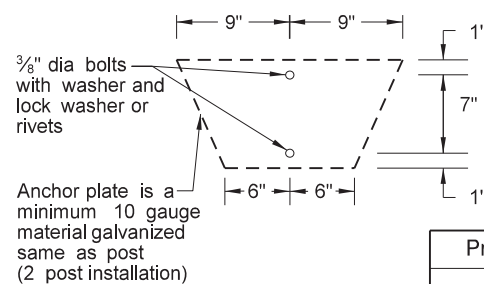 9" 9"
1"
⅜" dia bolts
with washer and
lock washer or
rivets
7"
6" 6"
1"
Anchor plate is a
minimum 10 gauge
material galvanized
same as post
(2 post installation)